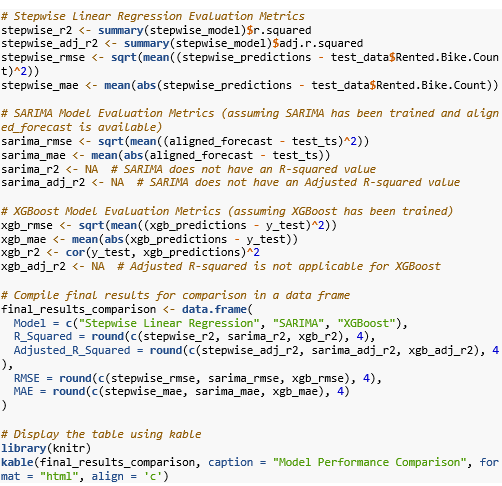 # Stepwise Linear Regression Evaluation Metrics
stepwise_r2 <- summary(stepwise_model)$r.squared
stepwise_adj_r2 <- summary(stepwise_model)$adj.r.squared
stepwise_rmse <- sqrt(mean((stepwise_predictions - test_data$Rented.Bike.Coun
t)^2))
stepwise_mae <- mean(abs(stepwise_predictions - test_data$Rented.Bike.Count))
# SARIMA Model Evaluation Metrics (assuming SARIMA has been trained and align
ed_forecast is available)
sarima_rmse <- sqrt(mean((aligned_forecast - test_ts)^2))
sarima_mae <- mean(abs(aligned_forecast - test_ts))
sarima_r2 <- NA  # SARIMA does not have an R-squared value
sarima_adj_r2 <- NA  # SARIMA does not have an Adjusted R-squared value
# XGBoost Model Evaluation Metrics (assuming XGBoost has been trained)
xgb_rmse <- sqrt(mean((xgb_predictions - y_test)^2))
xgb_mae <- mean(abs(xgb_predictions - y_test))
xgb_r2 <- cor(y_test, xgb_predictions)^2
xgb_adj_r2 <- NA  # Adjusted R-squared is not applicable for XGBoost
# Compile final results for comparison in a data frame
final_results_comparison <- data.frame(
  Model = c("Stepwise Linear Regression", "SARIMA", "XGBoost"),
  R_Squared = round(c(stepwise_r2, sarima_r2, xgb_r2), 4),
  Adjusted_R_Squared = round(c(stepwise_adj_r2, sarima_adj_r2, xgb_adj_r2), 4
),
  RMSE = round(c(stepwise_rmse, sarima_rmse, xgb_rmse), 4),
  MAE = round(c(stepwise_mae, sarima_mae, xgb_mae), 4)
)
# Display the table using kable
library(knitr)
kable(final_results_comparison, caption = "Model Performance Comparison", for
mat = "html", align = 'c')